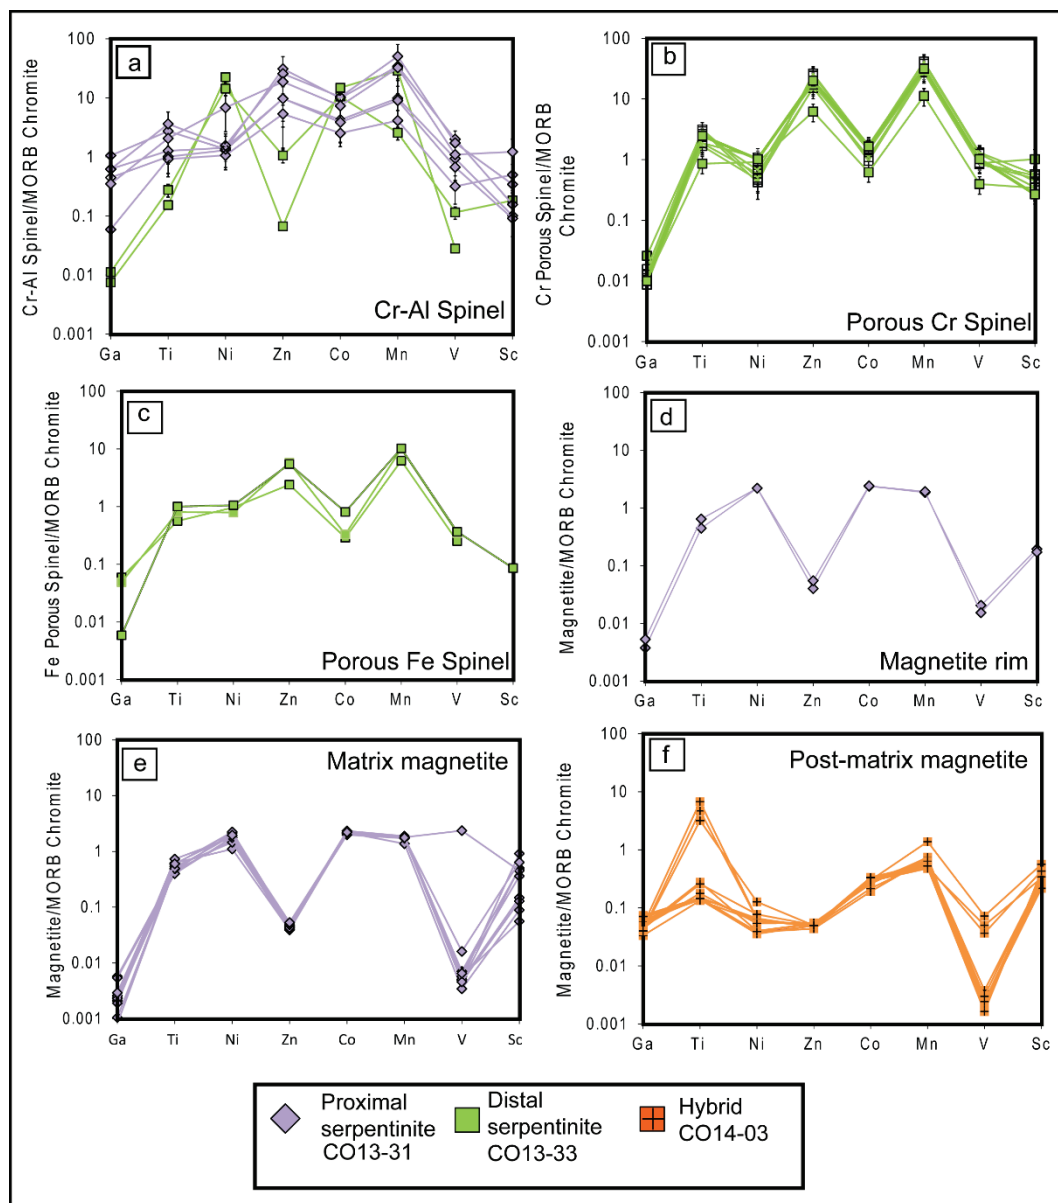 a
100
10
1
0.1
0.01
0.001
Cr-Al Spinel/MORB Chromite
Cr-Al Spinel
Ga Ti Ni Zn Co Mn V Sc
b
100
10
1
0.1
0.01
0.001
Cr Porous Spinel/MORB
Chromite
Porous Cr Spinel
Ga Ti Ni Zn Co Mn V Sc
c
100
10
1
0.1
0.01
0.001
Fe Porous Spinel/MORB Chromite
Porous Fe Spinel
Ga Ti Ni Zn Co Mn V Sc
d
100
10
1
0.1
0.01
0.001
Magnetite/MORB Chromite
Magnetite rim
Ga Ti Ni Zn Co Mn V Sc
e
Matrix magnetite
100
10
1
0.1
0.01
0.001
Magnetite/MORB Chromite
Ga Ti Ni Zn Co Mn V Sc
f
Post-matrix magnetite
100
10
1
0.1
0.01
0.001
Magnetite/MORB Chromite
Ga Ti Ni Zn Co Mn V Sc
Proximal
serpentinite
CO13-31
Distal
serpentinite
CO13-33
Hybrid
CO14-03